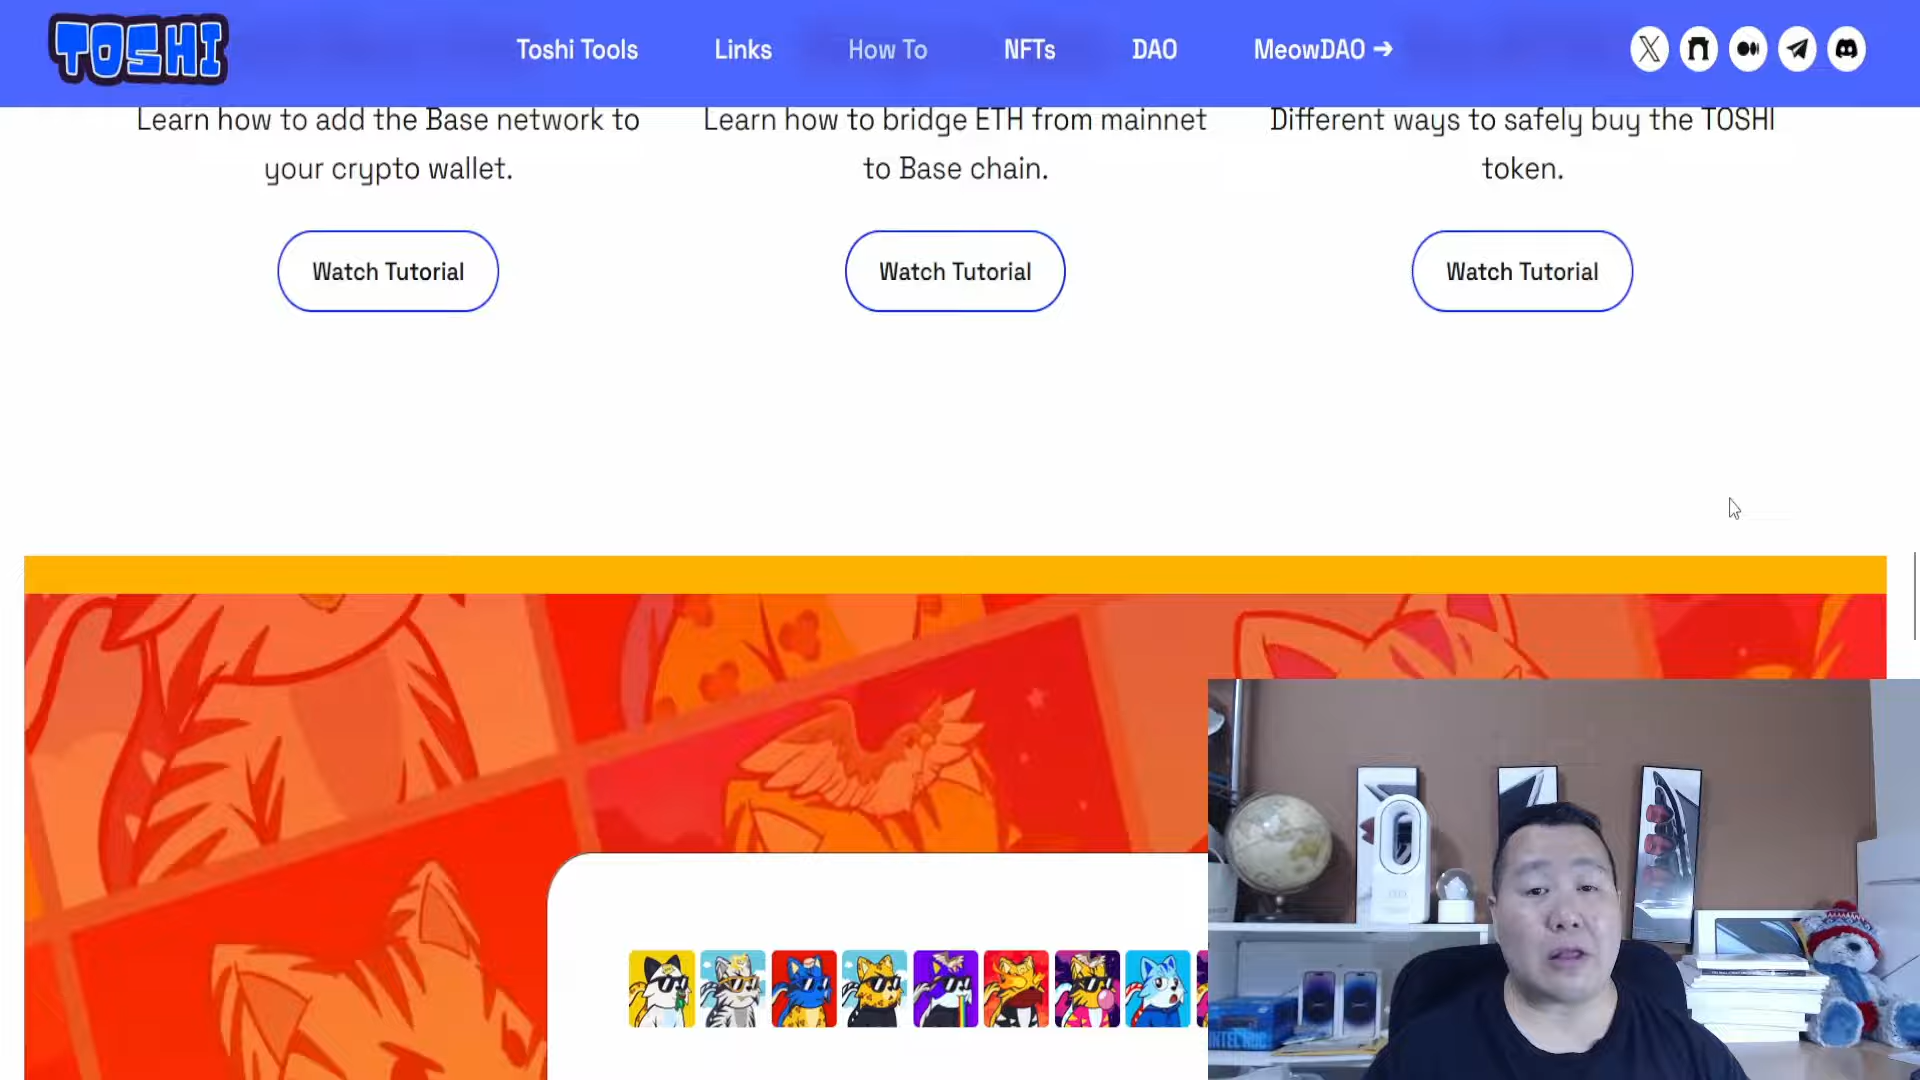 TOSHI
Toshi Tools
Links
How To
NFTs
DAO
MeowDAO →
Learn how to add the Base network to
your crypto wallet.
Watch Tutorial
Learn how to bridge ETH from mainnet
to Base chain.
Watch Tutorial
Different ways to safely buy the TOSHI
token.
Watch Tutorial
INTEL NUC